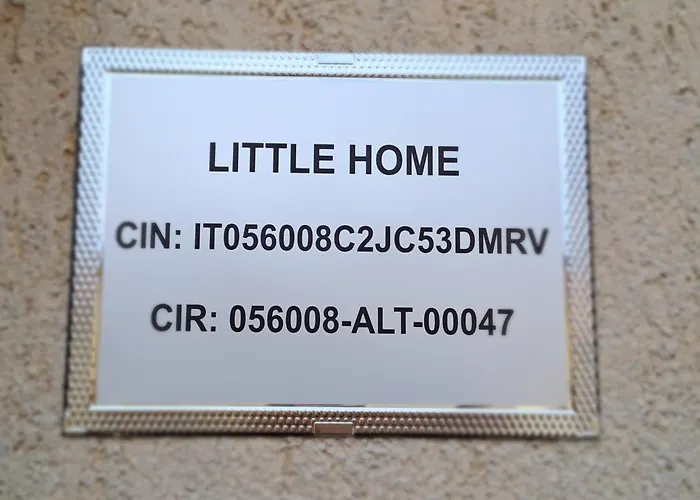 LITTLE HOME
CIN: IT056008C2JC53DMRV
CIR: 056008-ALT-00047